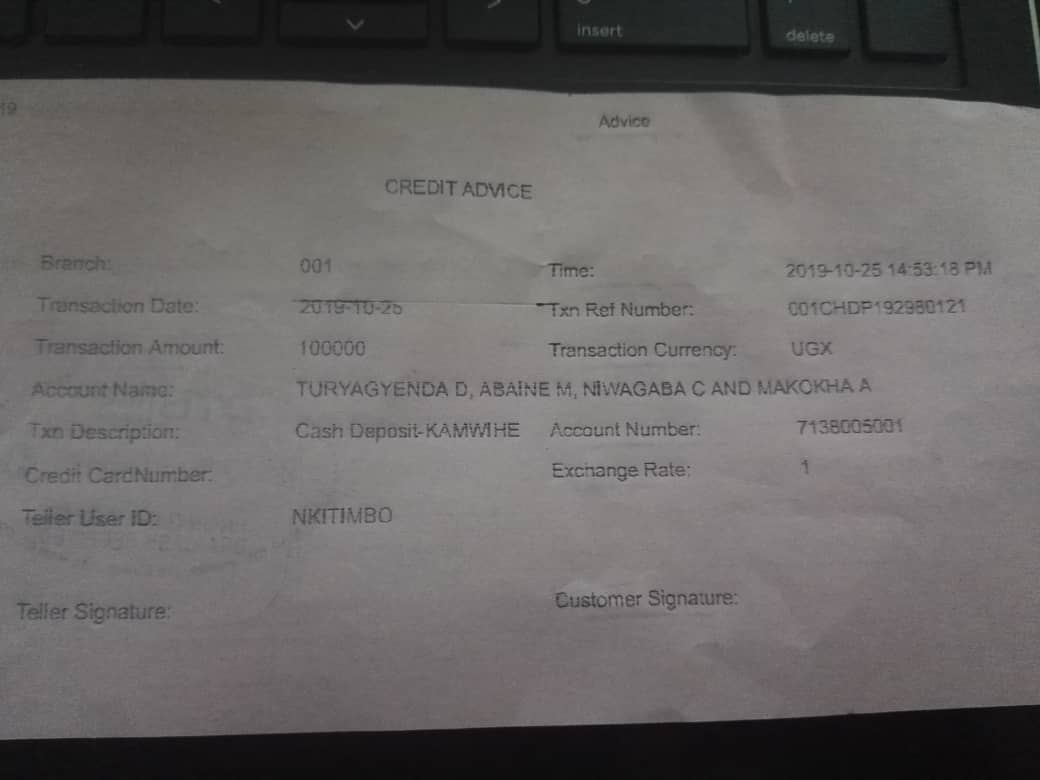 insert
delete
19
Advice
CREDIT ADVICE
Branch: 001 Time: 2019-10-25 14:53:18 PM
Transaction Date: 2019-10-25 Txn Ref Number: 001CHDP192980121
Transaction Amount: 100000 Transaction Currency: UGX
Account Name: TURYAGYENDA D, ABAINE M, NIWAGABA C AND MAKOKHA A
Txn Description: Cash Deposit-KAMWIHE Account Number: 7138005001
Credit CardNumber: Exchange Rate: 1
Teller User ID: NKITIMBO
Teller Signature: Customer Signature: